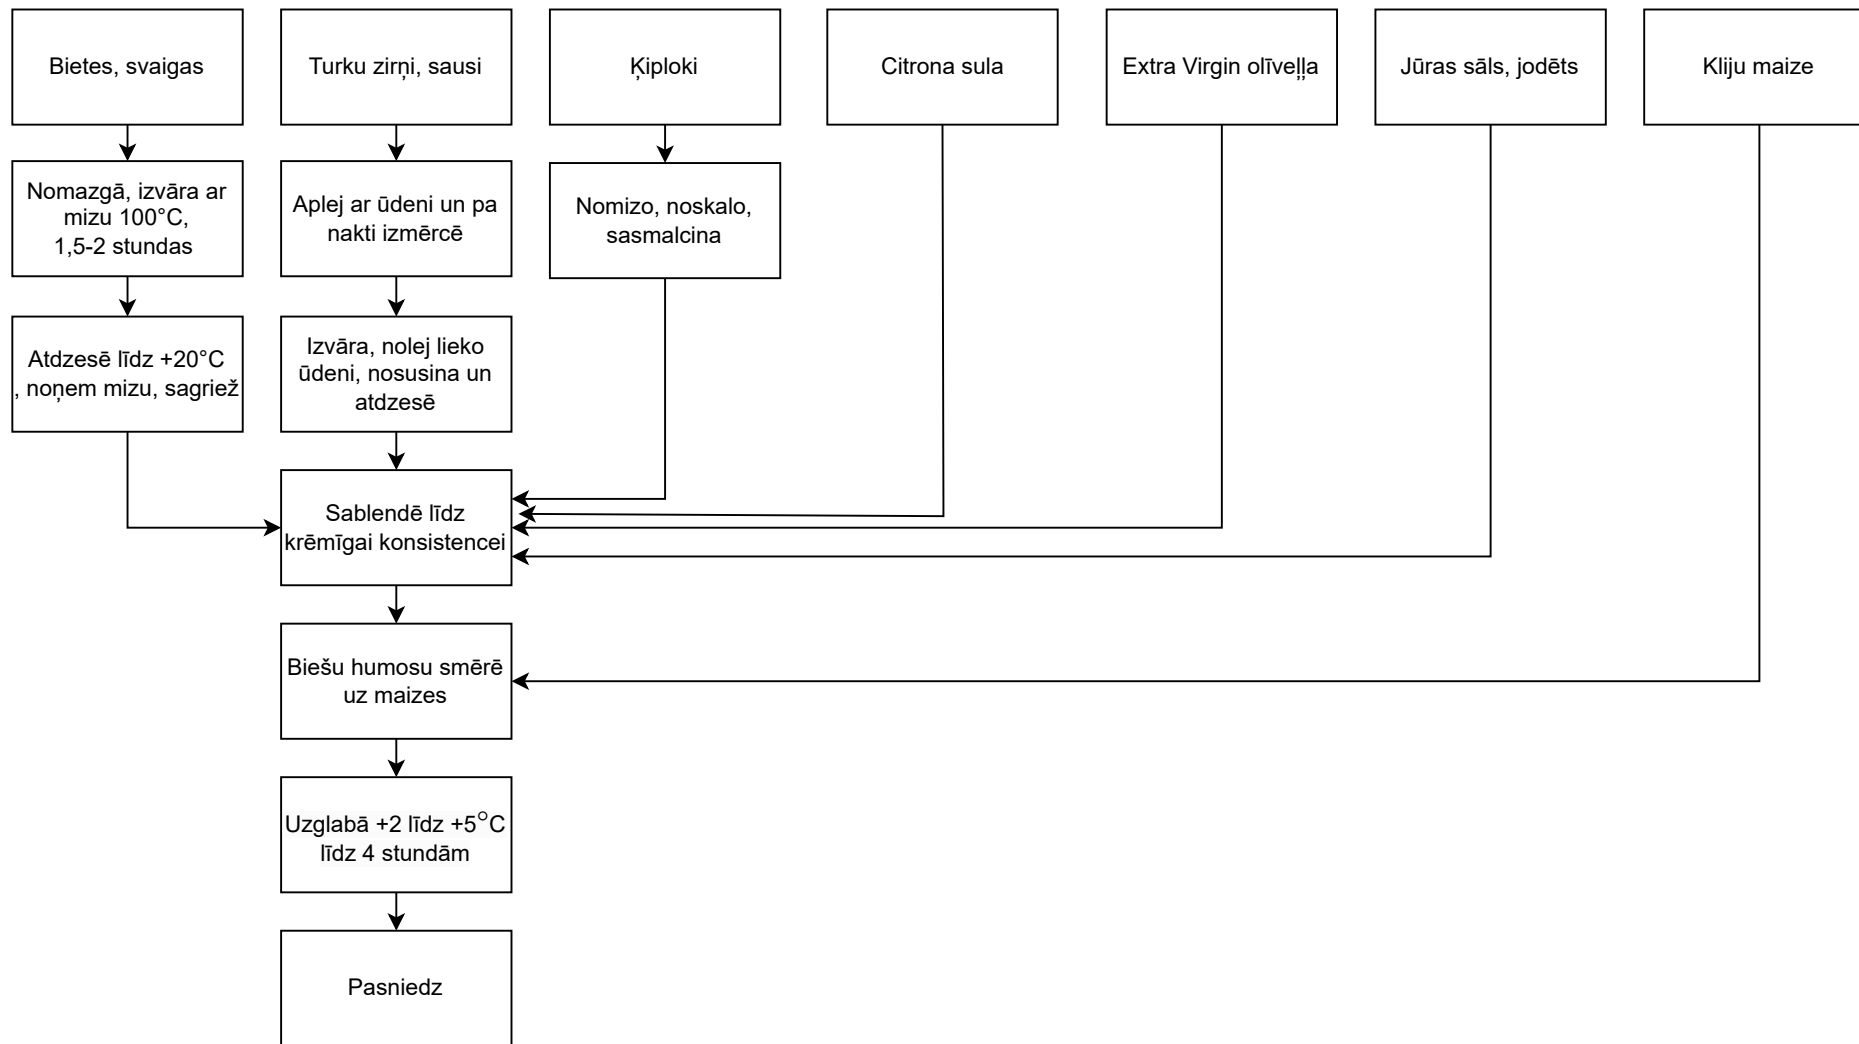 Bietes, svaigas
Turku zirņi, sausi
Ķiploki
Citrona sula
Extra Virgin olīveļļa
Jūras sāls, jodēts
Kliju maize
Nomazgā, izvāra ar
mizu 100°C,
1,5-2 stundas
Aplej ar ūdeni un pa
nakti izmērcē
Nomizo, noskalo,
sasmalcina
Atdzesē līdz +20°C
, noņem mizu, sagriež
Izvāra, nolej lieko
ūdeni, nosusina un
atdzesē
Sablendē līdz
krēmīgai konsistencei
Biešu humosu smērē
uz maizes
Uzglabā +2 līdz +5°C
līdz 4 stundām
Pasniedz